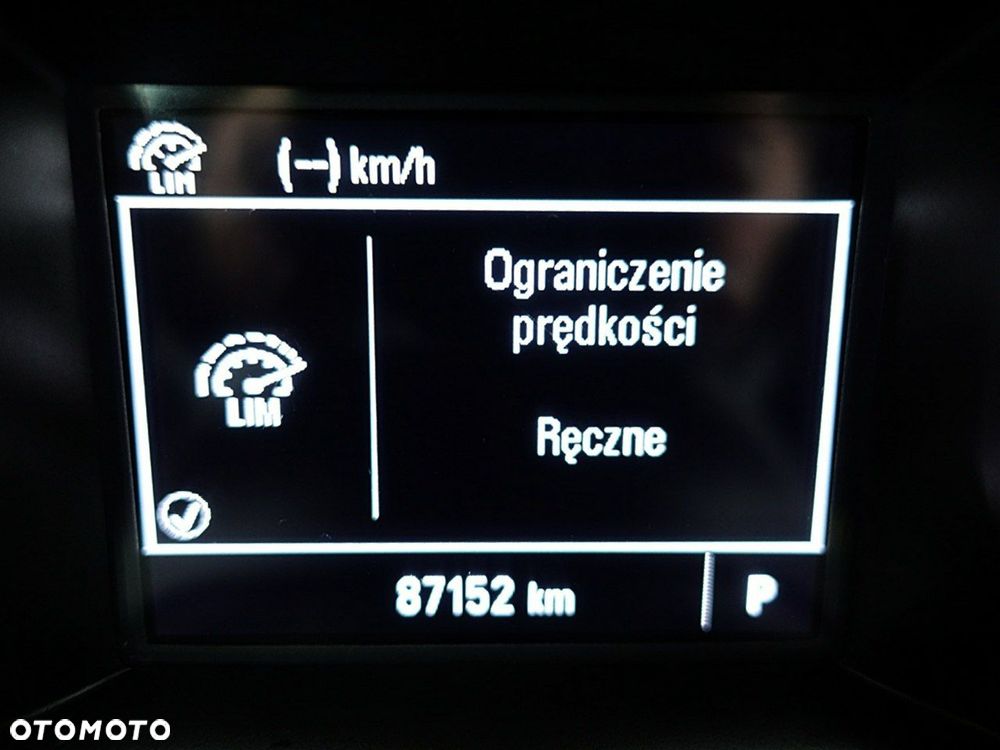 LIM (--) km/h
Ograniczenie
prędkości
LIM
Ręczne
87152 km P
OTOMOTO